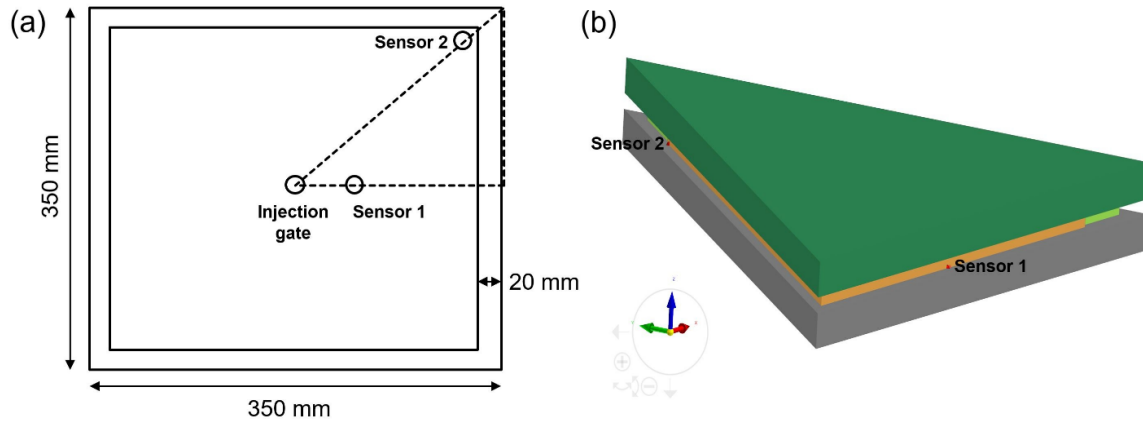 (a)
Sensor 2
350 mm
Injection
gate
Sensor 1
20 mm
350 mm
(b)
Sensor 2
Sensor 1